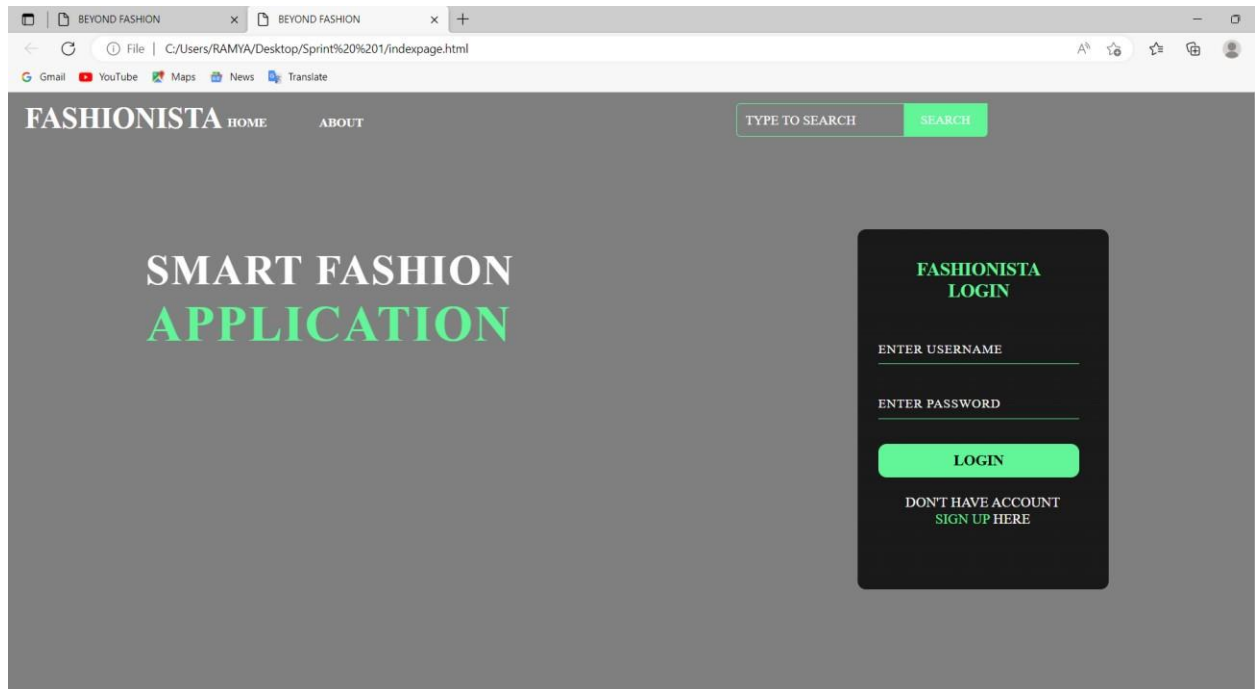 BEYOND FASHION
BEYOND FASHION
File | C:/Users/RAMYA/Desktop/Sprint%20%201/indexpage.html
Gmail YouTube Maps News Translate
FASHIONISTA HOME ABOUT TYPE TO SEARCH SEARCH
SMART FASHION
APPLICATION
FASHIONISTA
LOGIN
ENTER USERNAME
ENTER PASSWORD
LOGIN
DON'T HAVE ACCOUNT
SIGN UP HERE